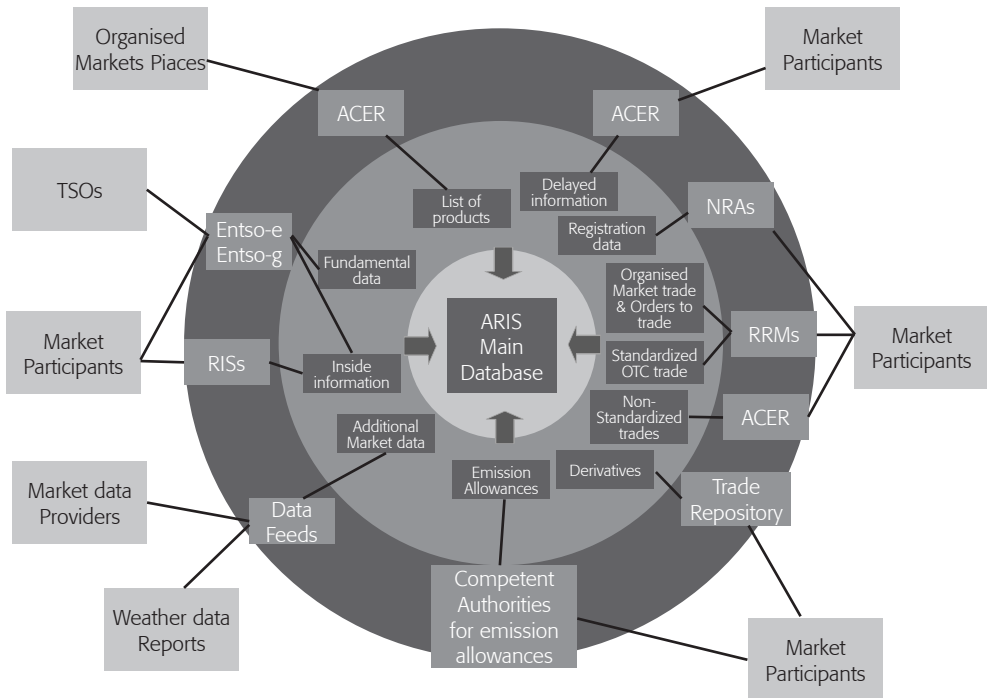 Organised
Markets Piaces
Market
Participants
ACER
ACER
TSOs
List of
products
Delayed
information
NRAs
Registration
data
Entso-e
Entso-g
Fundamental
data
Organised
Market trade
& Orders to
trade
ARIS
Main
Database
RRMs
Market
Participants
Market
Participants
RISs
Inside
information
Standardized
OTC trade
Non-
Standardized
trades
ACER
Additional
Market data
Emission
Allowances
Derivatives
Trade
Repository
Market data
Providers
Data
Feeds
Competent
Authorities
for emission
allowances
Weather data
Reports
Market
Participants